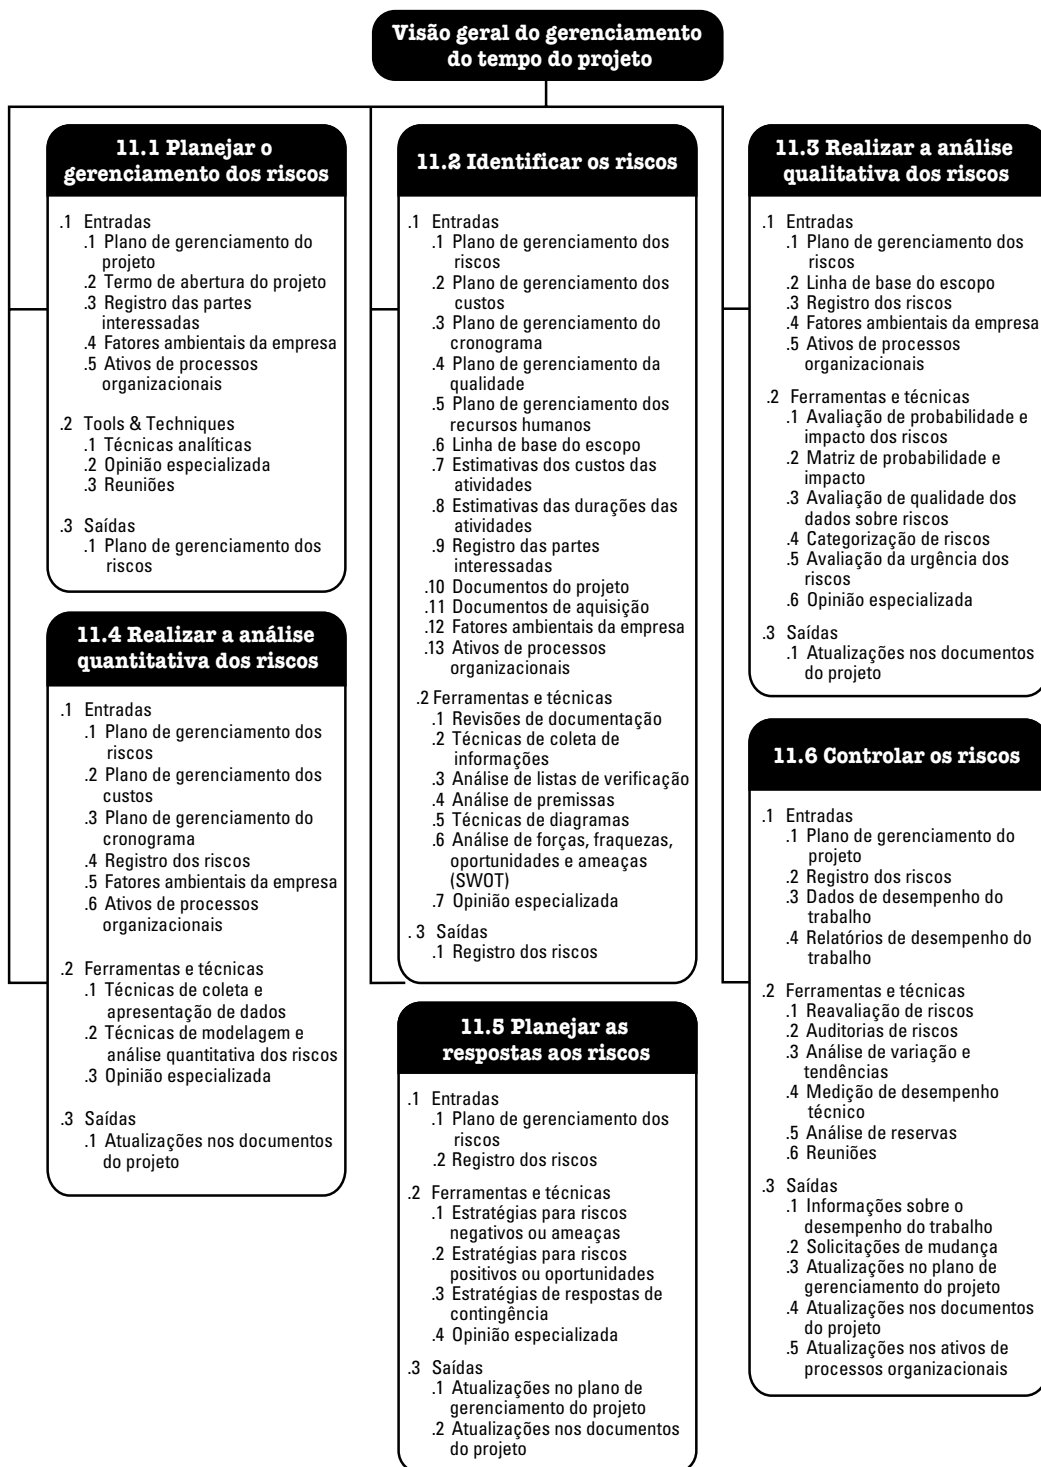 Visão geral do gerenciamento
do tempo do projeto
11.1 Planejar o
gerenciamento dos riscos
.1 Entradas
.1 Plano de gerenciamento do
projeto
.2 Termo de abertura do projeto
.3 Registro das partes
interessadas
.4 Fatores ambientais da empresa
.5 Ativos de processos
organizacionais
.2 Tools & Techniques
.1 Técnicas analíticas
.2 Opinião especializada
.3 Reuniões
.3 Saídas
.1 Plano de gerenciamento dos
riscos
11.2 Identificar os riscos
.1 Entradas
.1 Plano de gerenciamento dos
riscos
.2 Plano de gerenciamento dos
custos
.3 Plano de gerenciamento do
cronograma
.4 Plano de gerenciamento da
qualidade
.5 Plano de gerenciamento dos
recursos humanos
.6 Linha de base do escopo
.7 Estimativas dos custos das
atividades
.8 Estimativas das durações das
atividades
.9 Registro das partes
interessadas
.10 Documentos do projeto
.11 Documentos de aquisição
.12 Fatores ambientais da empresa
.13 Ativos de processos
organizacionais
.2 Ferramentas e técnicas
.1 Revisões de documentação
.2 Técnicas de coleta de
informações
.3 Análise de listas de verificação
.4 Análise de premissas
.5 Técnicas de diagramas
.6 Análise de forças, fraquezas,
oportunidades e ameaças
(SWOT)
.7 Opinião especializada
. 3 Saídas
.1 Registro dos riscos
11.3 Realizar a análise
qualitativa dos riscos
.1 Entradas
.1 Plano de gerenciamento dos
riscos
.2 Linha de base do escopo
.3 Registro dos riscos
.4 Fatores ambientais da empresa
.5 Ativos de processos
organizacionais
.2 Ferramentas e técnicas
.1 Avaliação de probabilidade e
impacto dos riscos
.2 Matriz de probabilidade e
impacto
.3 Avaliação de qualidade dos
dados sobre riscos
.4 Categorização de riscos
.5 Avaliação da urgência dos
riscos
.6 Opinião especializada
.3 Saídas
.1 Atualizações nos documentos
do projeto
11.4 Realizar a análise
quantitativa dos riscos
.1 Entradas
.1 Plano de gerenciamento dos
riscos
.2 Plano de gerenciamento dos
custos
.3 Plano de gerenciamento do
cronograma
.4 Registro dos riscos
.5 Fatores ambientais da empresa
.6 Ativos de processos
organizacionais
.2 Ferramentas e técnicas
.1 Técnicas de coleta e
apresentação de dados
.2 Técnicas de modelagem e
análise quantitativa dos riscos
.3 Opinião especializada
.3 Saídas
.1 Atualizações nos documentos
do projeto
11.5 Planejar as
respostas aos riscos
.1 Entradas
.1 Plano de gerenciamento dos
riscos
.2 Registro dos riscos
.2 Ferramentas e técnicas
.1 Estratégias para riscos
negativos ou ameaças
.2 Estratégias para riscos
positivos ou oportunidades
.3 Estratégias de respostas de
contingência
.4 Opinião especializada
.3 Saídas
.1 Atualizações no plano de
gerenciamento do projeto
.2 Atualizações nos documentos
do projeto
11.6 Controlar os riscos
.1 Entradas
.1 Plano de gerenciamento do
projeto
.2 Registro dos riscos
.3 Dados de desempenho do
trabalho
.4 Relatórios de desempenho do
trabalho
.2 Ferramentas e técnicas
.1 Reavaliação de riscos
.2 Auditorias de riscos
.3 Análise de variação e
tendências
.4 Medição de desempenho
técnico
.5 Análise de reservas
.6 Reuniões
.3 Saídas
.1 Informações sobre o
desempenho do trabalho
.2 Solicitações de mudança
.3 Atualizações no plano de
gerenciamento do projeto
.4 Atualizações nos documentos
do projeto
.5 Atualizações nos ativos de
processos organizacionais